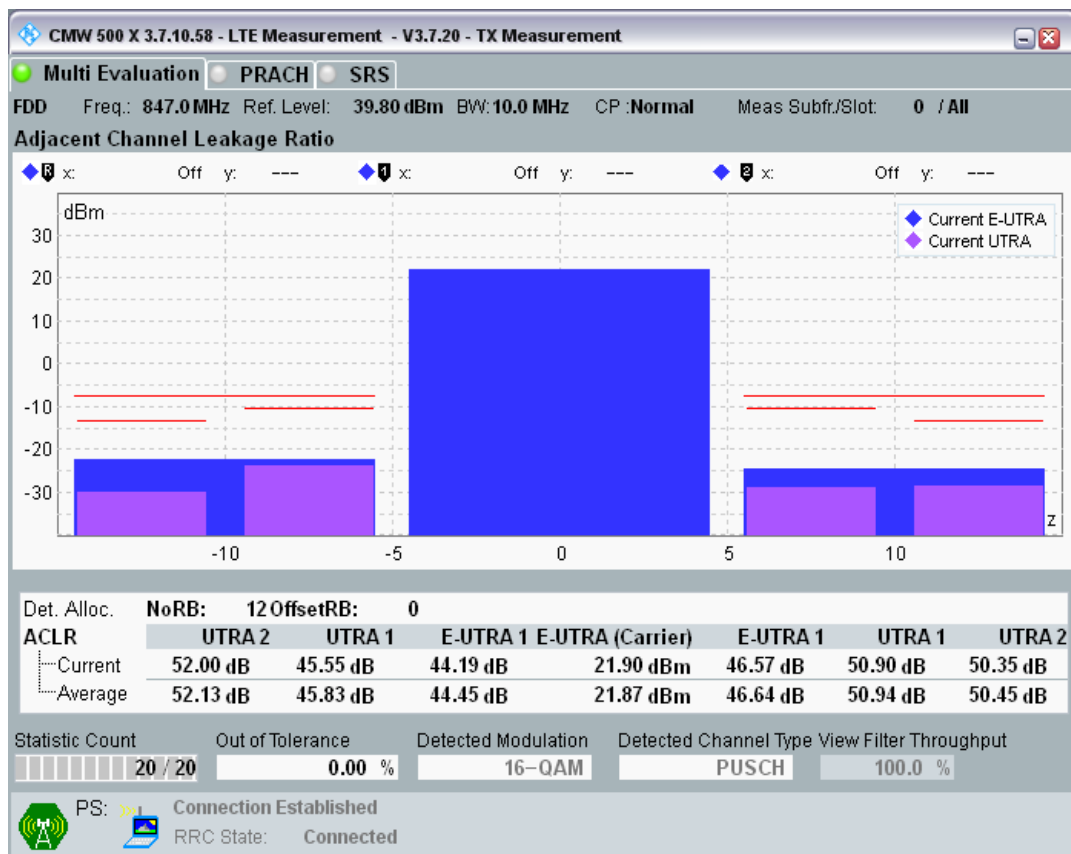 CMW 500 X 3.7.10.58 - LTE Measurement - V3.7.20 - TX Measurement
Multi Evaluation PRACH SRS
FDD Freq.: 847.0 MHz Ref. Level: 39.80 dBm BW: 10.0 MHz CP :Normal Meas Subfr./Slot: 0 / All
Adjacent Channel Leakage Ratio
R x: Off y: --- 1 x: Off y: --- 2 x: Off y: ---
dBm
Current E-UTRA
Current UTRA
30
20
10
0
-10
-20
-30
z
-10 -5 0 5 10
Det. Alloc. NoRB: 12 OffsetRB: 0
ACLR UTRA 2 UTRA 1 E-UTRA 1 E-UTRA (Carrier) E-UTRA 1 UTRA 1 UTRA 2
Current 52.00 dB 45.55 dB 44.19 dB 21.90 dBm 46.57 dB 50.90 dB 50.35 dB
Average 52.13 dB 45.83 dB 44.45 dB 21.87 dBm 46.64 dB 50.94 dB 50.45 dB
Statistic Count Out of Tolerance Detected Modulation Detected Channel Type View Filter Throughput
20 / 20 0.00 % 16-QAM PUSCH 100.0 %
PS: Connection Established
RRC State: Connected